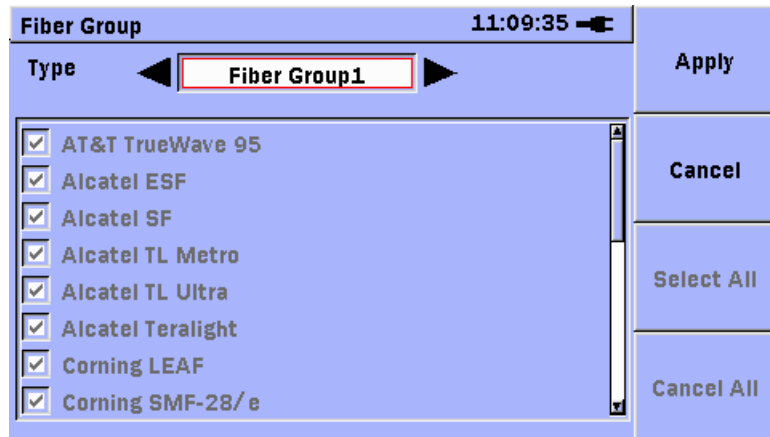 Fiber Group 11:09:35
Type Fiber Group1
AT&T TrueWave 95
Alcatel ESF
Alcatel SF
Alcatel TL Metro
Alcatel TL Ultra
Alcatel Teralight
Corning LEAF
Corning SMF-28/e
Apply
Cancel
Select All
Cancel All